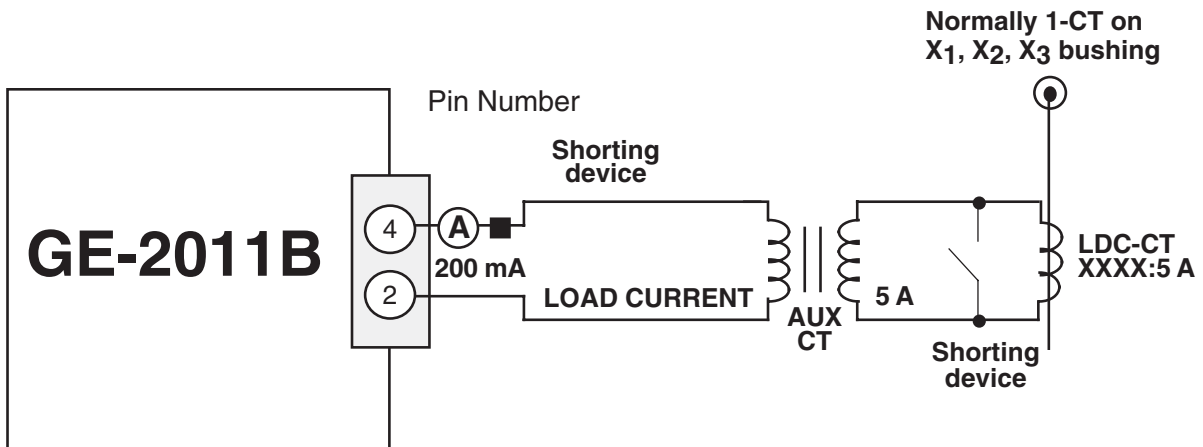 Normally 1-CT on
X1, X2, X3 bushing
Pin Number
Shorting
device
GE-2011B
4
A
200 mA
2
LOAD CURRENT
AUX
CT
5 A
LDC-CT
XXXX:5 A
Shorting
device